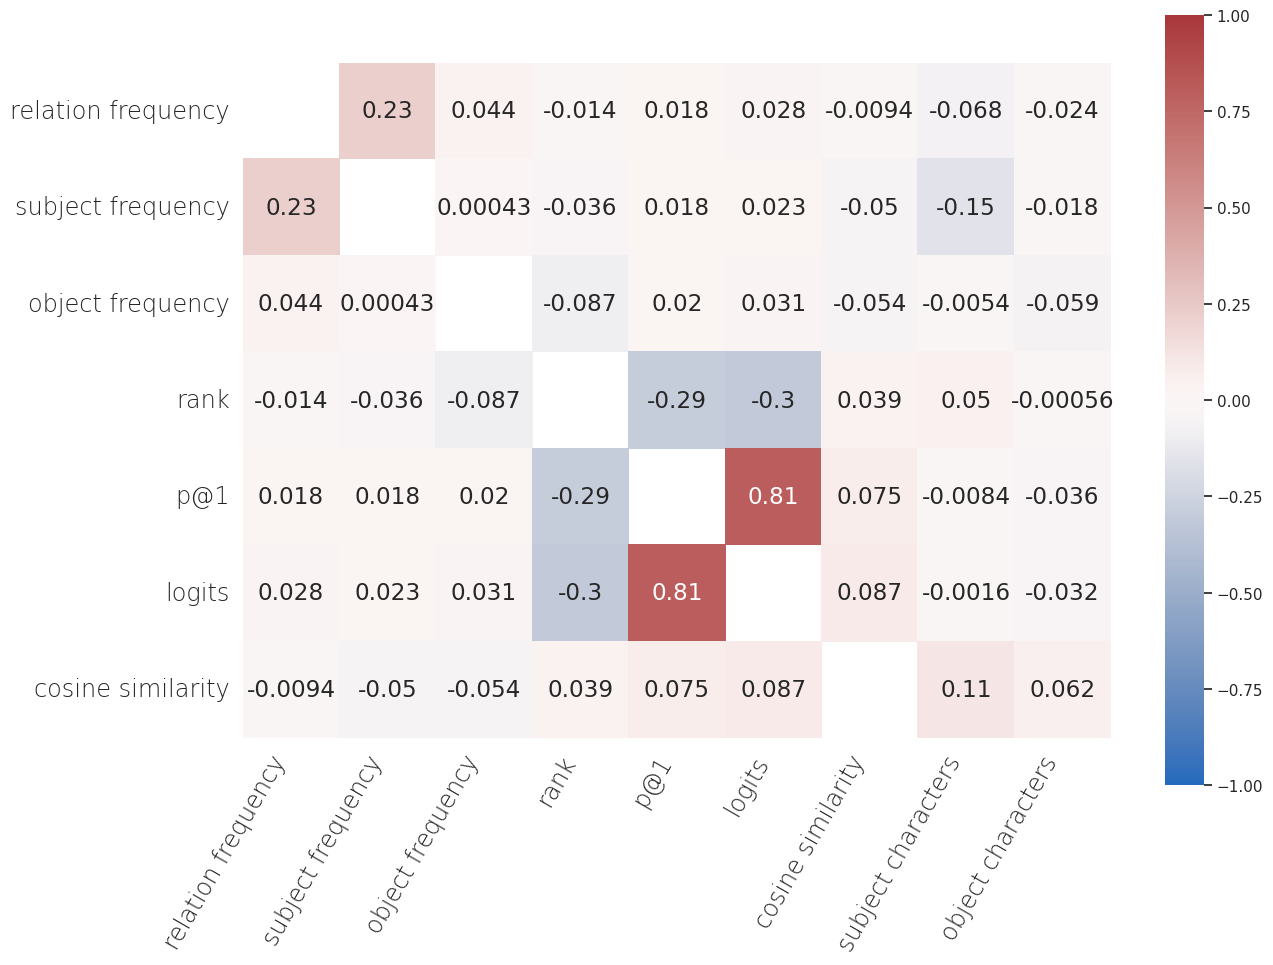 1.00
relation frequency 0.23 0.044 -0.014 0.018 0.028 -0.0094 -0.068 -0.024
0.75
subject frequency 0.23 0.00043 -0.036 0.018 0.023 -0.05 -0.15 -0.018
0.50
object frequency 0.044 0.00043 -0.087 0.02 0.031 -0.054 -0.0054 -0.059
0.25
rank -0.014 -0.036 -0.087 -0.29 -0.3 0.039 0.05 -0.00056
0.00
p@1 0.018 0.018 0.02 -0.29 0.81 0.075 -0.0084 -0.036
−0.25
logits 0.028 0.023 0.031 -0.3 0.81 0.087 -0.0016 -0.032
−0.50
cosine similarity -0.0094 -0.05 -0.054 0.039 0.075 0.087 0.11 0.062
−0.75
−1.00
relation frequency
subject frequency
object frequency
rank
p@1
logits
cosine similarity
subject characters
object characters